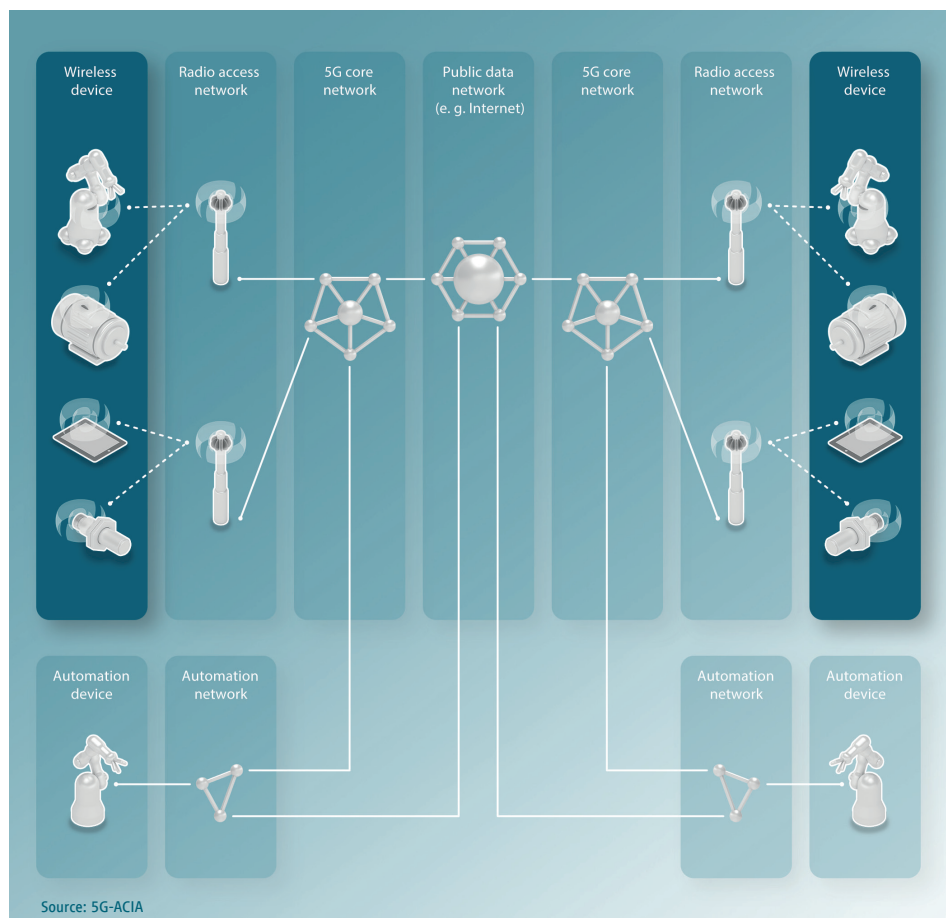 Wireless
device
Radio access
network
5G core
network
Public data
network
(e. g. Internet)
5G core
network
Radio access
network
Wireless
device
Automation
device
Automation
network
Automation
network
Automation
device
Source: 5G-ACIA